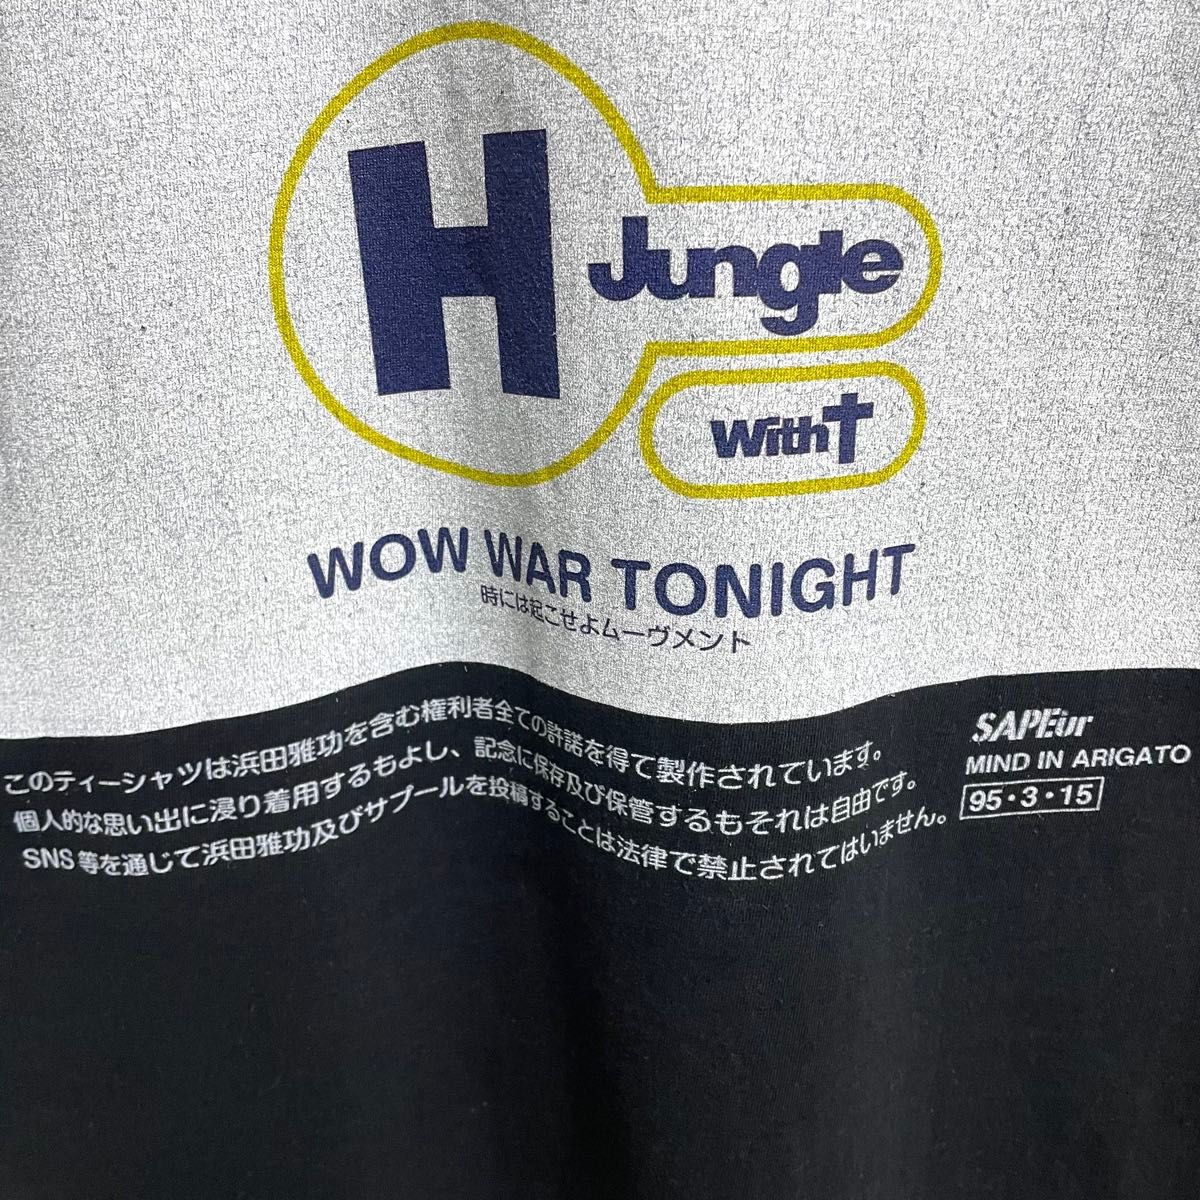 H
Jungle
With t
WOW WAR TONIGHT
時には起こせよムーヴメント
このティーシャツは浜田雅功を含む権利者全ての許諾を得て製作されています。
個人的な思い出に浸り着用するもよし、記念に保存及び保管するもそれは自由です。
SNS等を通じて浜田雅功及びサプールを投稿することは法律で禁止されてはいません。
SAPEur
MIND IN ARIGATO
95・3・15